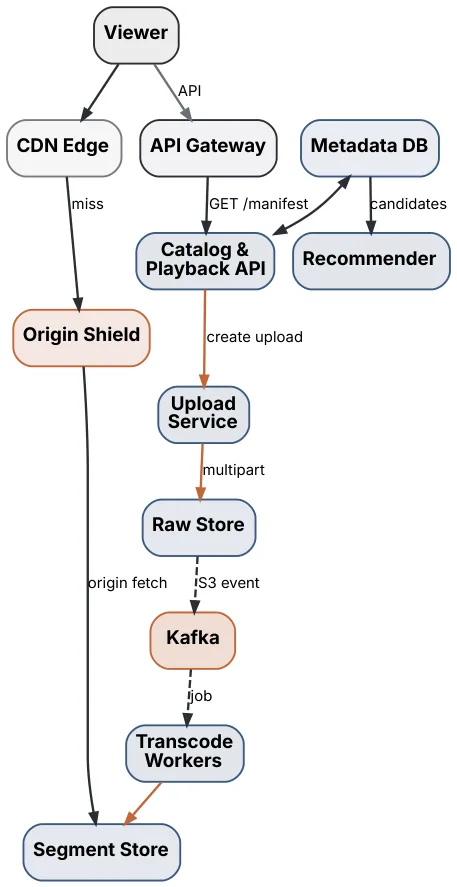 Viewer
API
CDN Edge
API Gateway
Metadata DB
miss
GET /manifest
candidates
Catalog &
Playback API
Recommender
Origin Shield
create upload
Upload
Service
multipart
Raw Store
origin fetch
S3 event
Kafka
job
Transcode
Workers
Segment Store